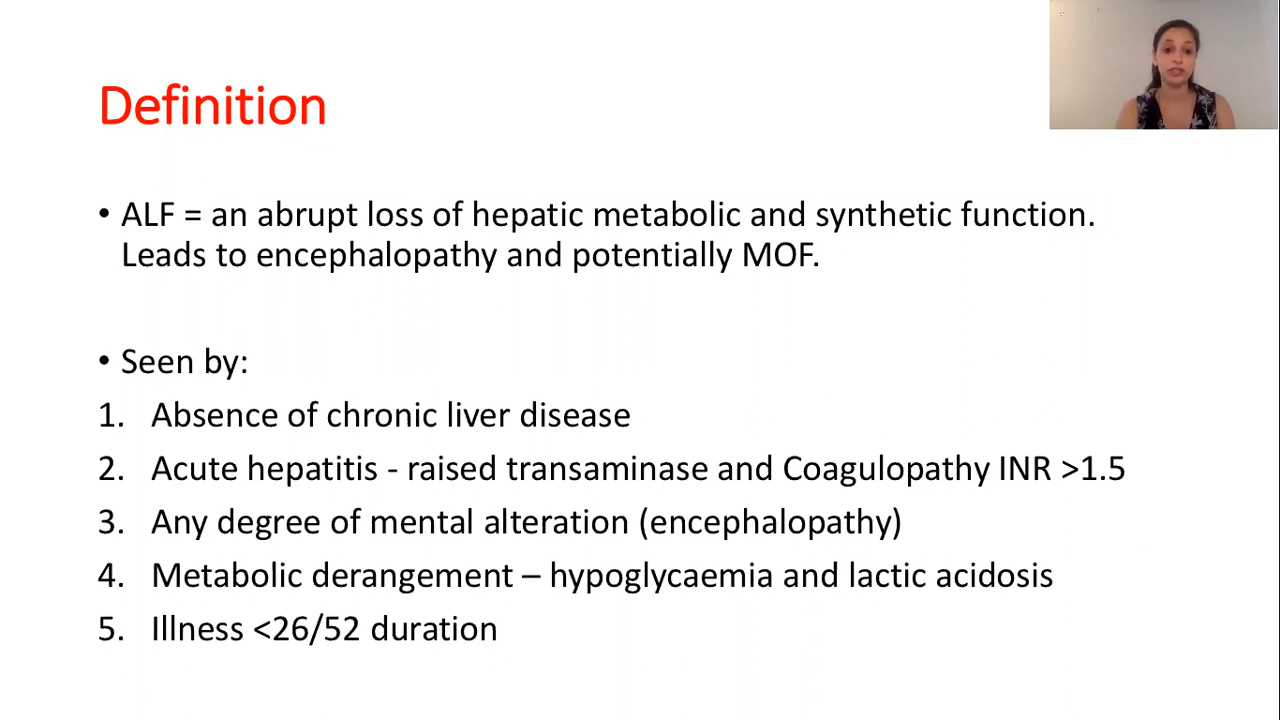 Definition
• ALF = an abrupt loss of hepatic metabolic and synthetic function.
Leads to encephalopathy and potentially MOF.
• Seen by:
1. Absence of chronic liver disease
2. Acute hepatitis - raised transaminase and Coagulopathy INR >1.5
3. Any degree of mental alteration (encephalopathy)
4. Metabolic derangement – hypoglycaemia and lactic acidosis
5. Illness <26/52 duration